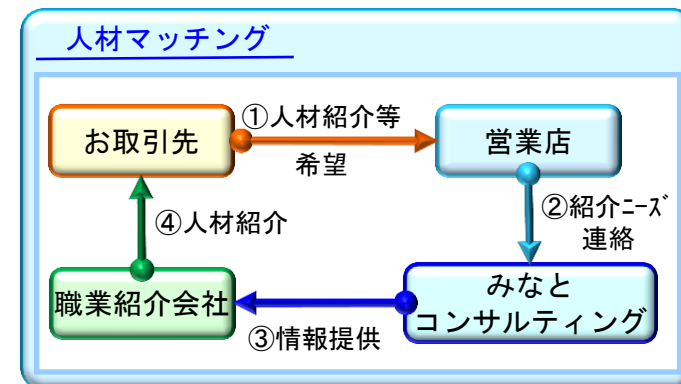 人材マッチング
お取引先
①人材紹介等
希望
営業店
②紹介ﾆｰｽﾞ
連絡
みなと
コンサルティング
③情報提供
職業紹介会社
④人材紹介